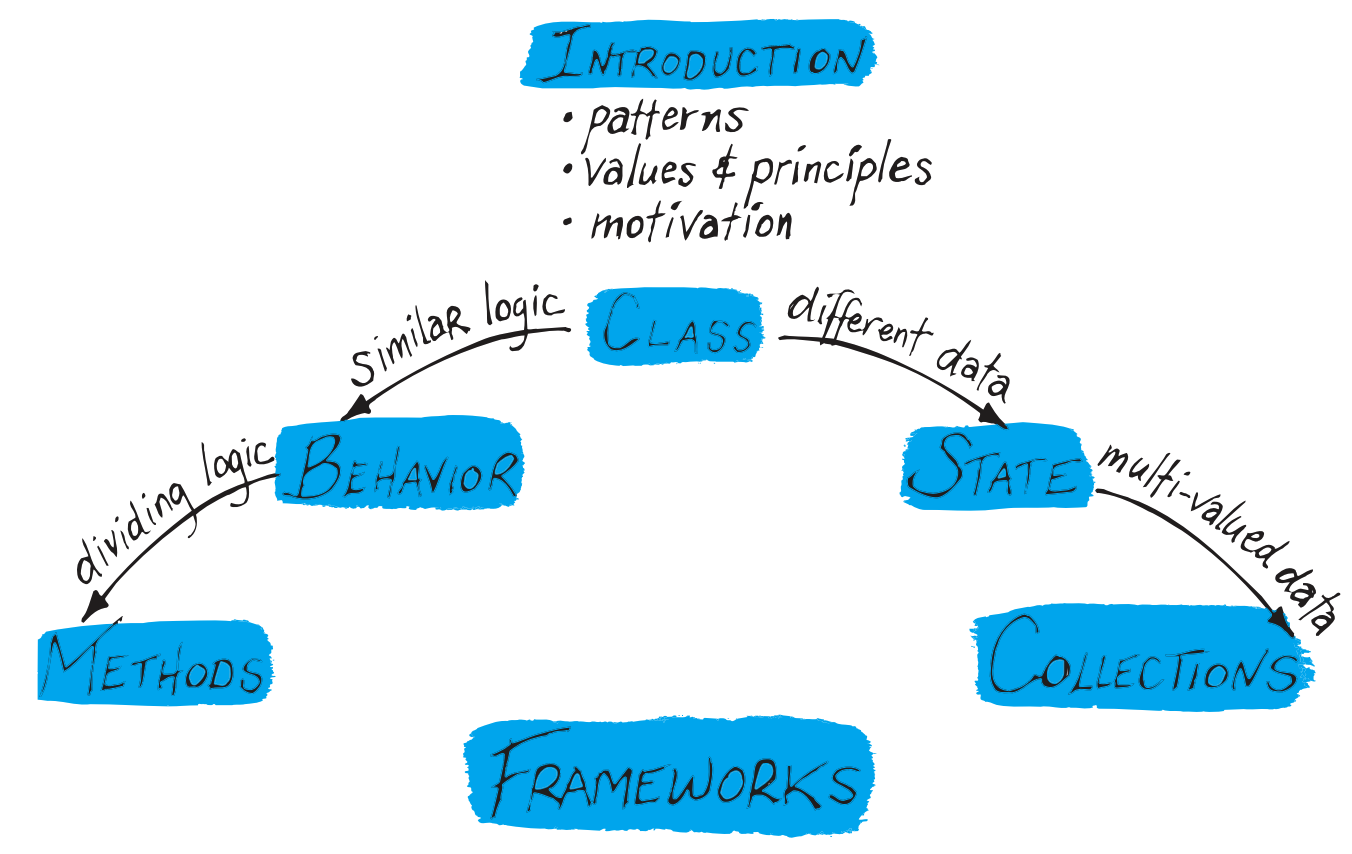 INTRODUCTION
• patterns
• values & principles
• motivation
similar logic
CLASS
different data
dividing logic
BEHAVIOR
STATE
multi-valued data
METHODS
COLLECTIONS
FRAMEWORKS